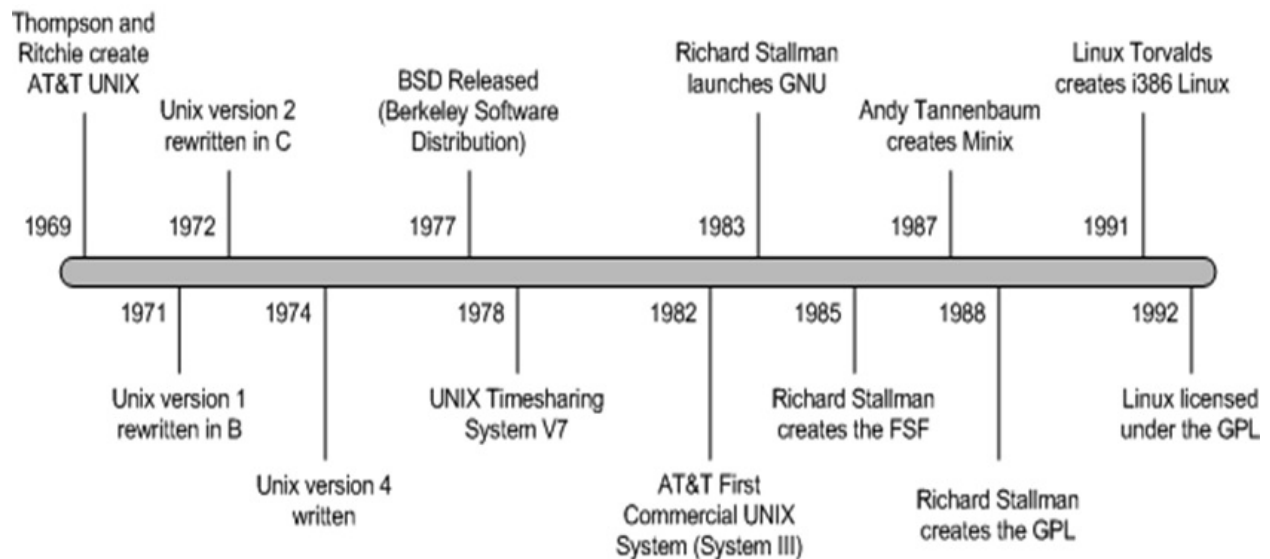 Thompson and
Ritchie create
AT&T UNIX
1969
Unix version 2
rewritten in C
1972
BSD Released
(Berkeley Software
Distribution)
1977
Richard Stallman
launches GNU
1983
Andy Tannenbaum
creates Minix
1987
Linux Torvalds
creates i386 Linux
1991
1971
Unix version 1
rewritten in B
1974
Unix version 4
written
1978
UNIX Timesharing
System V7
1982
AT&T First
Commercial UNIX
System (System III)
1985
Richard Stallman
creates the FSF
1988
Richard Stallman
creates the GPL
1992
Linux licensed
under the GPL